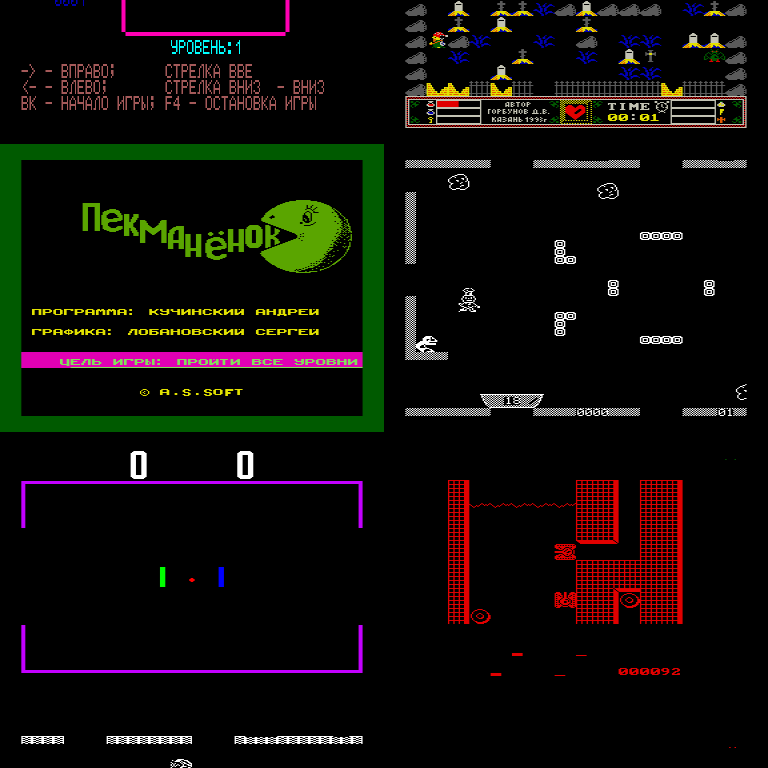 УРОВЕНЬ:1
-> - ВПРАВО; СТРЕЛКА ВВЕ
<- - ВЛЕВО; СТРЕЛКА ВНИЗ - ВНИЗ
ВК - НАЧАЛО ИГРЫ; F4 - ОСТАНОВКА ИГРЫ
АВТОР
ГОРБУНОВ Д.В.
КАЗАНЬ 1993г
TIME
00:01
ПЕКМАНЁНОК
ПРОГРАММА: КУЧИНСКИЙ АНДРЕЙ
ГРАФИКА: ЛОБАНОВСКИЙ СЕРГЕЙ
ЦЕЛЬ ИГРЫ: ПРОЙТИ ВСЕ УРОВНИ
© A.S.SOFT
18
0000
01
0 0
000092